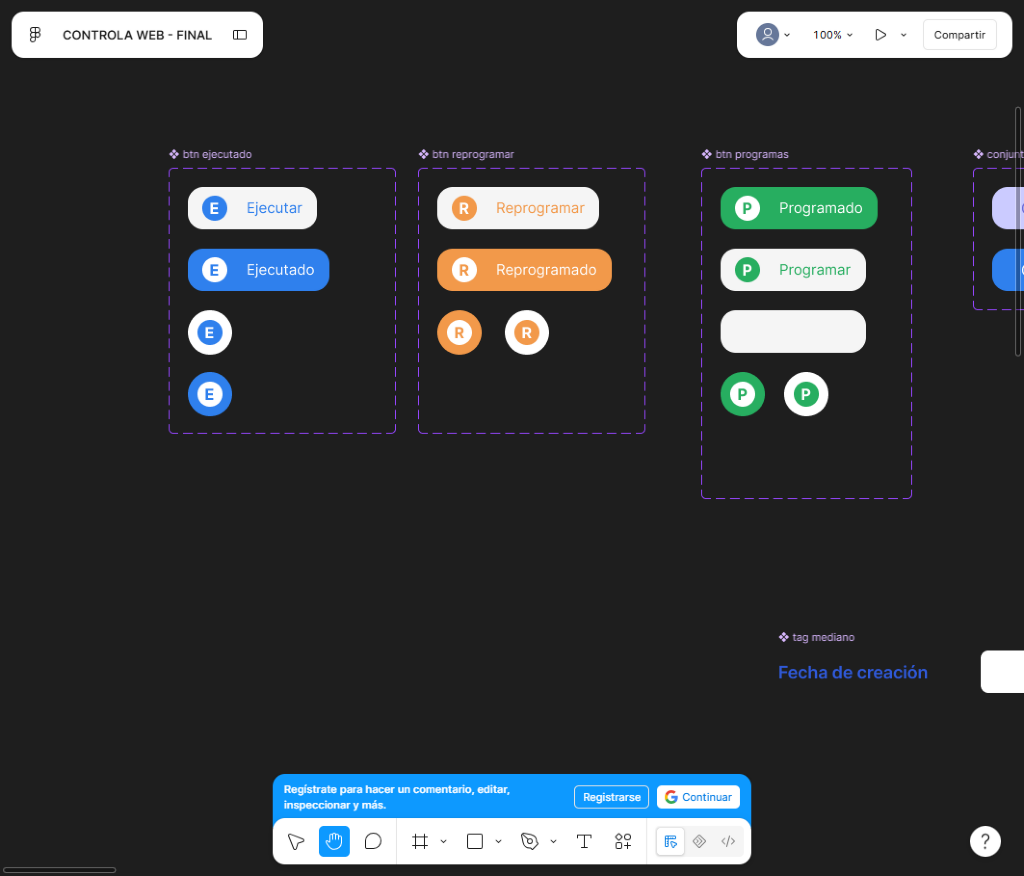 CONTROLA WEB - FINAL
100%
Compartir
btn ejecutado
E Ejecutar
E Ejecutado
E
E
btn reprogramar
R Reprogramar
R Reprogramado
R R
btn programas
P Programado
P Programar
P P
conjunt
tag mediano
Fecha de creación
Regístrate para hacer un comentario, editar,
inspeccionar y más.
Registrarse
Continuar
?